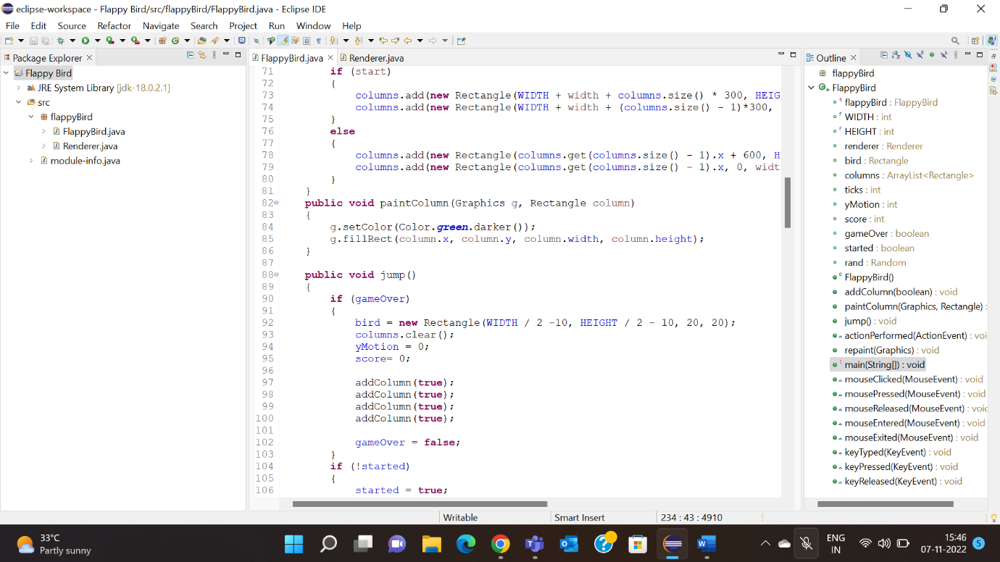 eclipse-workspace - Flappy Bird/src/flappyBird/FlappyBird.java - Eclipse IDE
File Edit Source Refactor Navigate Search Project Run Window Help
Package Explorer
Flappy Bird
JRE System Library [jdk-18.0.2.1]
src
flappyBird
FlappyBird.java
Renderer.java
module-info.java
FlappyBird.java Renderer.java
71 if (start)
72 {
73 columns.add(new Rectangle(WIDTH + width + columns.size() * 300, HEIG
74 columns.add(new Rectangle(WIDTH + width + (columns.size() - 1)*300,
75 }
76 else
77 {
78 columns.add(new Rectangle(columns.get(columns.size() - 1).x + 600, H
79 columns.add(new Rectangle(columns.get(columns.size() - 1).x, 0, widt
80 }
81 }
82 public void paintColumn(Graphics g, Rectangle column)
83 {
84 g.setColor(Color.green.darker());
85 g.fillRect(column.x, column.y, column.width, column.height);
86 }
87
88 public void jump()
89 {
90 if (gameOver)
91 {
92 bird = new Rectangle(WIDTH / 2 -10, HEIGHT / 2 - 10, 20, 20);
93 columns.clear();
94 yMotion = 0;
95 score= 0;
96
97 addColumn(true);
98 addColumn(true);
99 addColumn(true);
100 addColumn(true);
101
102 gameOver = false;
103 }
104 if (!started)
105 {
106 started = true;
Outline
flappyBird
FlappyBird
flappyBird : FlappyBird
WIDTH : int
HEIGHT : int
renderer : Renderer
bird : Rectangle
columns : ArrayList<Rectangle>
ticks : int
yMotion : int
score : int
gameOver : boolean
started : boolean
rand : Random
FlappyBird()
addColumn(boolean) : void
paintColumn(Graphics, Rectangle) :
jump() : void
actionPerformed(ActionEvent) : voi
repaint(Graphics) : void
main(String[]) : void
mouseClicked(MouseEvent) : void
mousePressed(MouseEvent) : void
mouseReleased(MouseEvent) : voic
mouseEntered(MouseEvent) : void
mouseExited(MouseEvent) : void
keyTyped(KeyEvent) : void
keyPressed(KeyEvent) : void
keyReleased(KeyEvent) : void
Writable Smart Insert 234 : 43 : 4910
33°C
Partly sunny
ENG
IN
15:46
07-11-2022
5